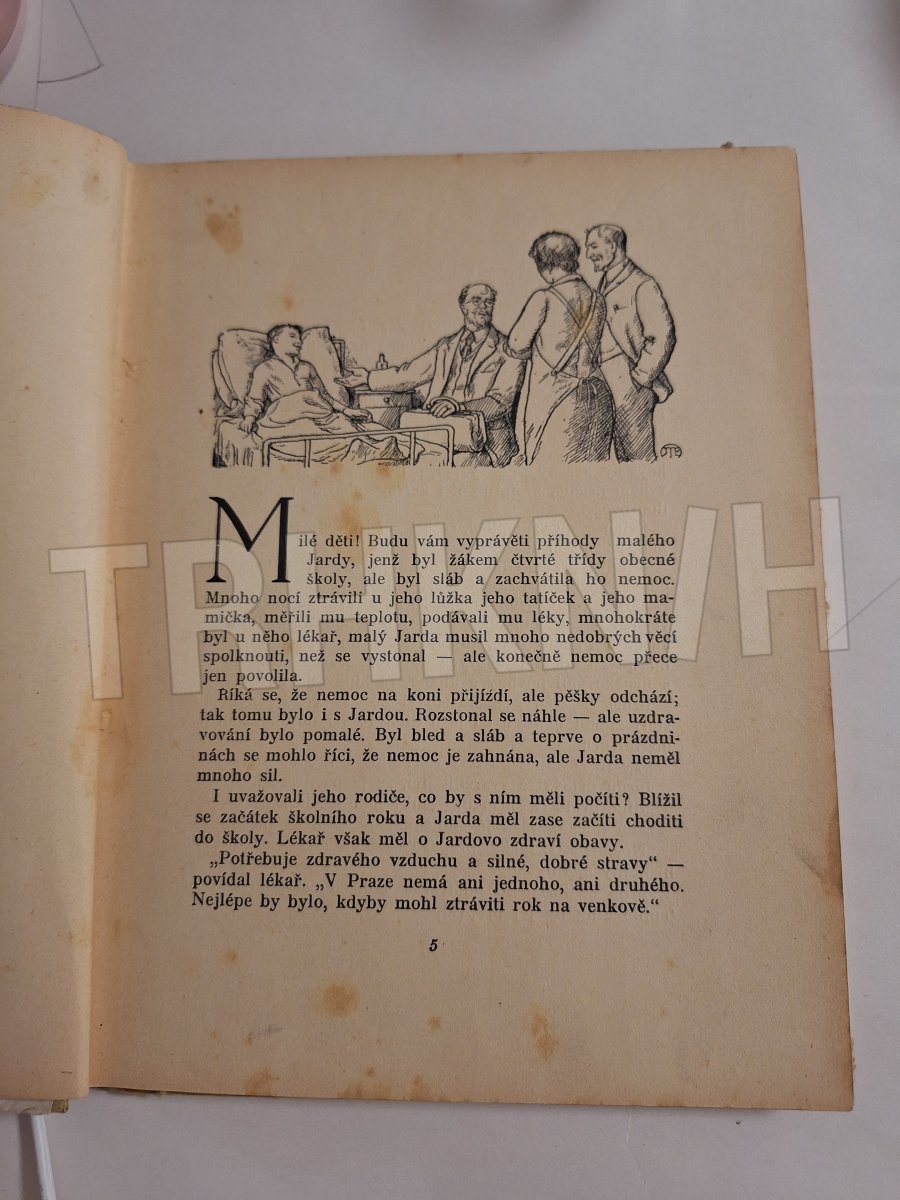 OTB
Milé děti! Budu vám vyprávěti příhody malého
Jardy, jenž byl žákem čtvrté třídy obecné
školy, ale byl sláb a zachvátila ho nemoc.
Mnoho nocí ztrávili u jeho lůžka jeho tatíček a jeho ma-
mička, měřili mu teplotu, podávali mu léky, mnohokráte
byl u něho lékař, malý Jarda musil mnoho nedobrých věcí
spolknouti, než se vystonal — ale konečně nemoc přece
jen povolila.
Říká se, že nemoc na koni přijíždí, ale pěšky odchází;
tak tomu bylo i s Jardou. Rozstonal se náhle — ale uzdra-
vování bylo pomalé. Byl bled a sláb a teprve o prázdni-
nách se mohlo říci, že nemoc je zahnána, ale Jarda neměl
mnoho sil.
I uvažovali jeho rodiče, co by s ním měli počíti? Blížil
se začátek školního roku a Jarda měl zase začíti choditi
do školy. Lékař však měl o Jardovo zdraví obavy.
„Potřebuje zdravého vzduchu a silné, dobré stravy“ —
povídal lékař. „V Praze nemá ani jednoho, ani druhého.
Nejlépe by bylo, kdyby mohl ztráviti rok na venkově.“
5
TRHKNIH